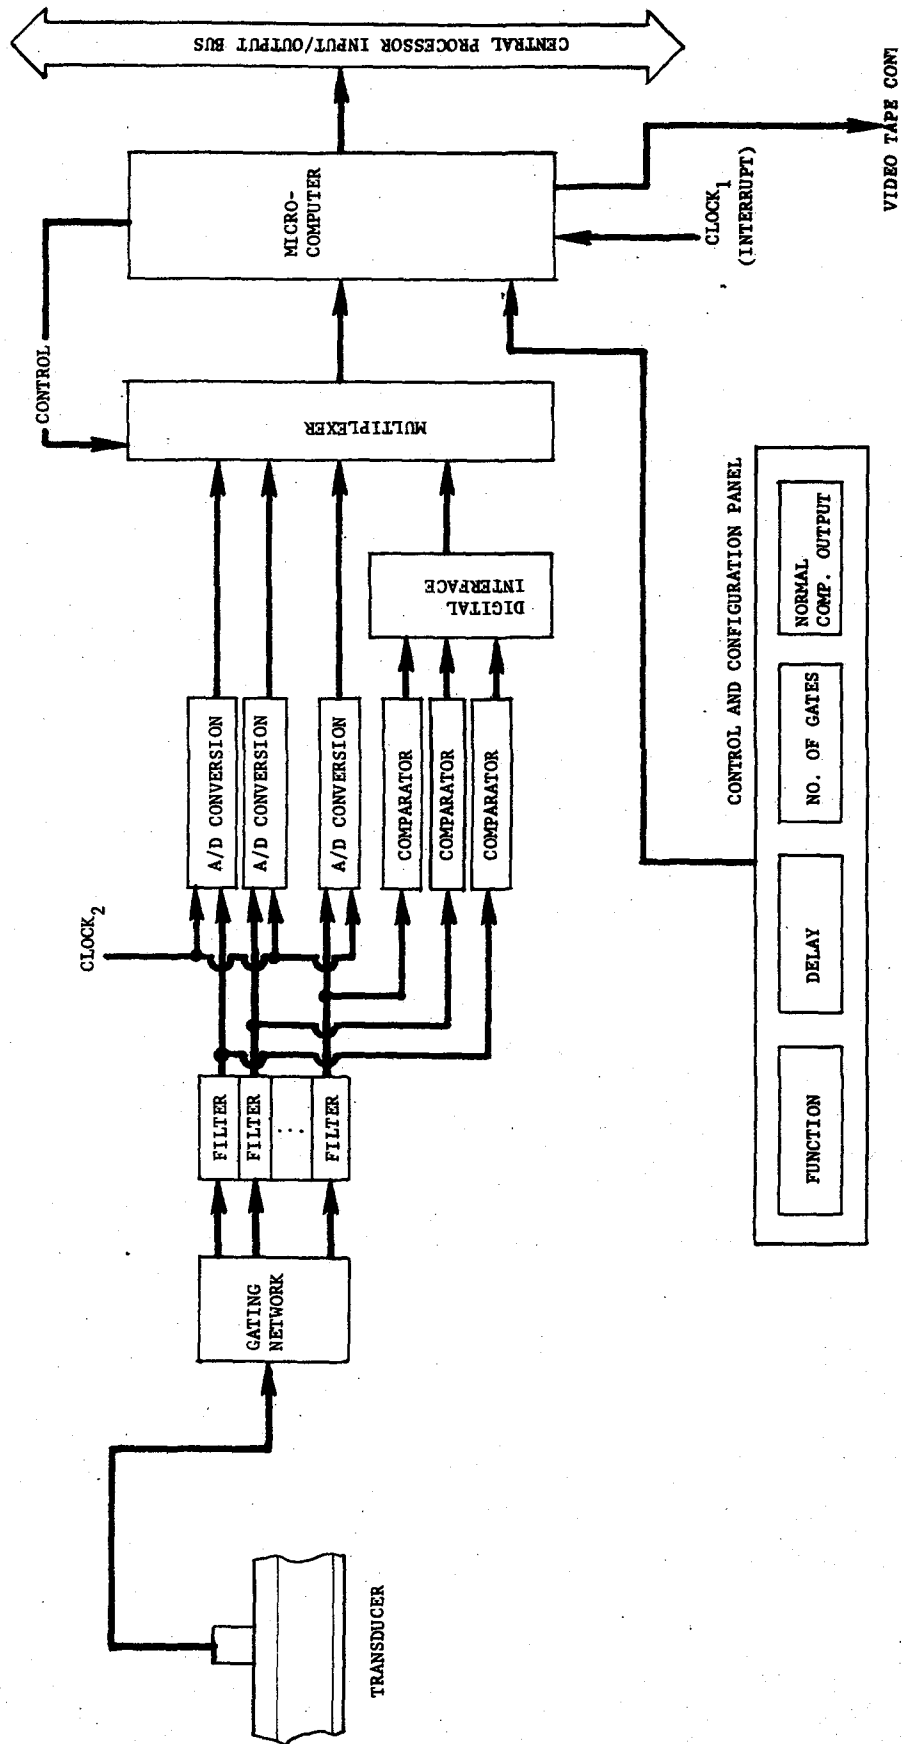 TRANSDUCER
GATING
NETWORK
FILTER
FILTER
...
FILTER
CLOCK2
A/D CONVERSION
A/D CONVERSION
A/D CONVERSION
COMPARATOR
COMPARATOR
COMPARATOR
DIGITAL
INTERFACE
MULTIPLEXER
CONTROL
MICRO-
COMPUTER
CENTRAL PROCESSOR INPUT/OUTPUT BUS
CLOCK1
(INTERRUPT)
VIDEO TAPE CONT
CONTROL AND CONFIGURATION PANEL
FUNCTION
DELAY
NO. OF GATES
NORMAL
COMP. OUTPUT